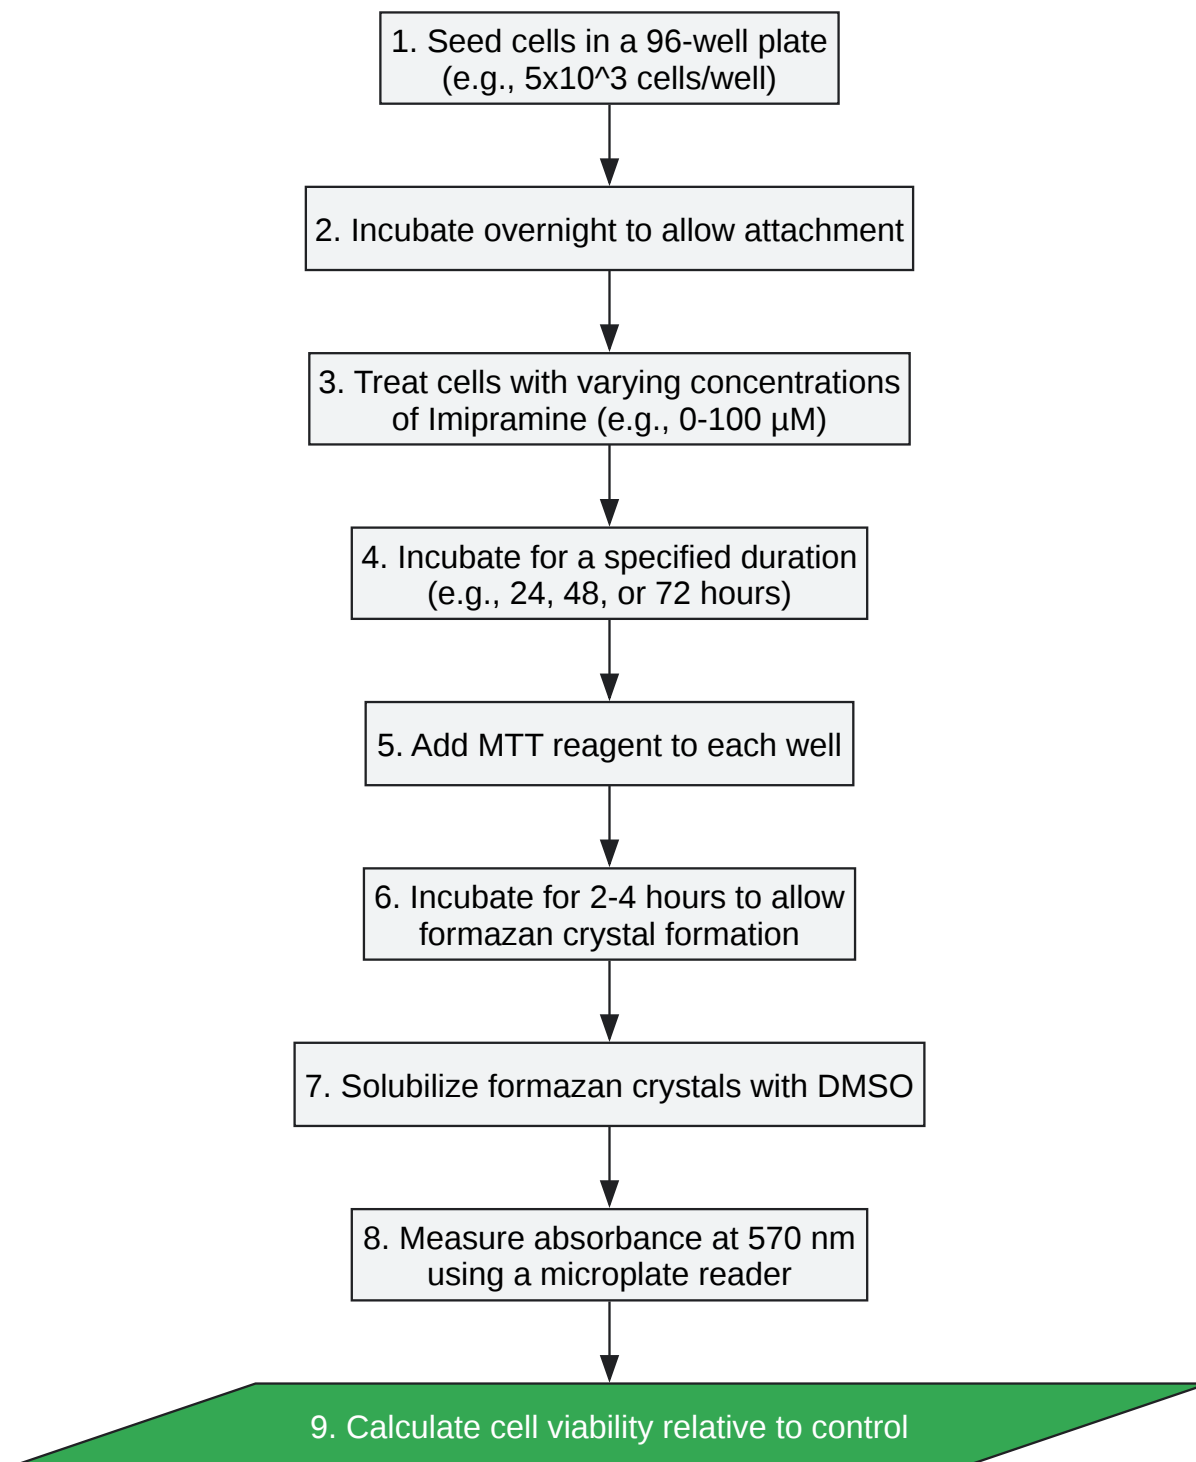 1. Seed cells in a 96-well plate
(e.g., 5x10^3 cells/well)
2. Incubate overnight to allow attachment
3. Treat cells with varying concentrations
of Imipramine (e.g., 0-100 µM)
4. Incubate for a specified duration
(e.g., 24, 48, or 72 hours)
5. Add MTT reagent to each well
6. Incubate for 2-4 hours to allow
formazan crystal formation
7. Solubilize formazan crystals with DMSO
8. Measure absorbance at 570 nm
using a microplate reader
9. Calculate cell viability relative to control